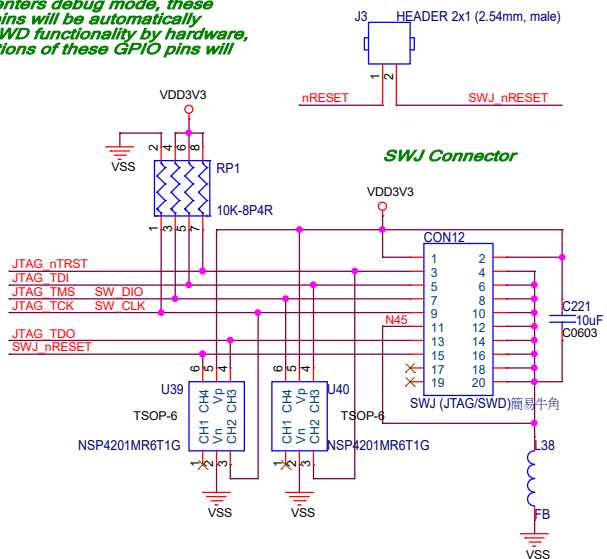 enters debug mode, these
pins will be automatically
WD functionality by hardware,
tions of these GPIO pins will
J3 HEADER 2x1 (2.54mm, male)
1 2
nRESET SWJ_nRESET
VDD3V3
VSS
2 4 6 8
RP1
10K-8P4R
1 3 5 7
SWJ Connector
VDD3V3
CON12
1 2
3 4
5 6
7 8
9 10
11 12
13 14
15 16
17 18
19 20
SWJ (JTAG/SWD)簡易牛角
JTAG_nTRST
JTAG_TDI
JTAG_TMS SW_DIO
JTAG_TCK SW_CLK
N45
JTAG_TDO
SWJ_nRESET
C221
10uF
C0603
6 5 4
U39
CH4 Vp CH3
CH1 Vn CH2
1 2 3
TSOP-6
NSP4201MR6T1G
VSS
6 5 4
U40
CH4 Vp CH3
CH1 Vn CH2
1 2 3
TSOP-6
NSP4201MR6T1G
VSS
L38
FB
VSS